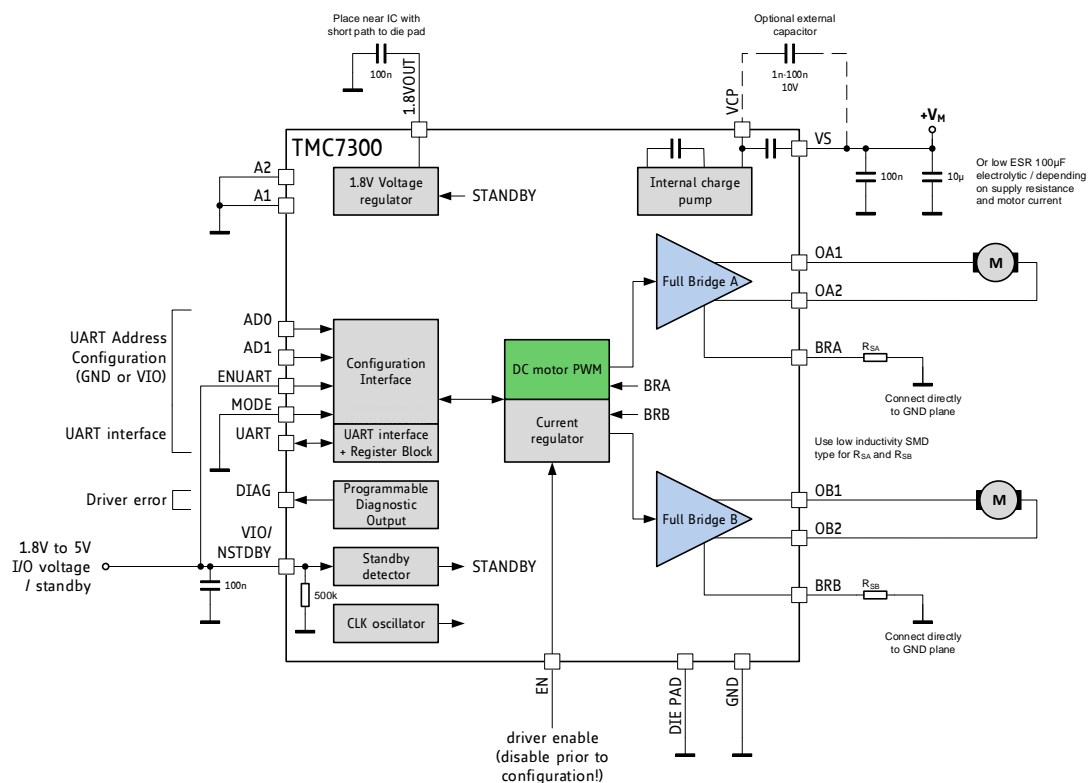 Place near IC with
short path to die pad
100n
1.8VOUT
Optional external
capacitor
1n-100n
10V
VCP
+VM
VS
TMC7300
A2
A1
1.8V Voltage
regulator
STANDBY
Internal charge
pump
100n
10µ
Or low ESR 100µF
electrolytic / depending
on supply resistance
and motor current
Full Bridge A
OA1
OA2
M
BRA
RSA
Connect directly
to GND plane
UART Address
Configuration
(GND or VIO)
UART interface
AD0
AD1
ENUART
MODE
UART
Configuration
Interface
UART interface
+ Register Block
DC motor PWM
Current
regulator
BRA
BRB
Use low inductivity SMD
type for RSA and RSB
Driver error
DIAG
Programmable
Diagnostic
Output
Full Bridge B
OB1
OB2
M
BRB
RSB
Connect directly
to GND plane
1.8V to 5V
I/O voltage
/ standby
VIO/
NSTDBY
100n
500k
Standby
detector
STANDBY
CLK oscillator
EN
DIE PAD
GND
driver enable
(disable prior to
configuration!)